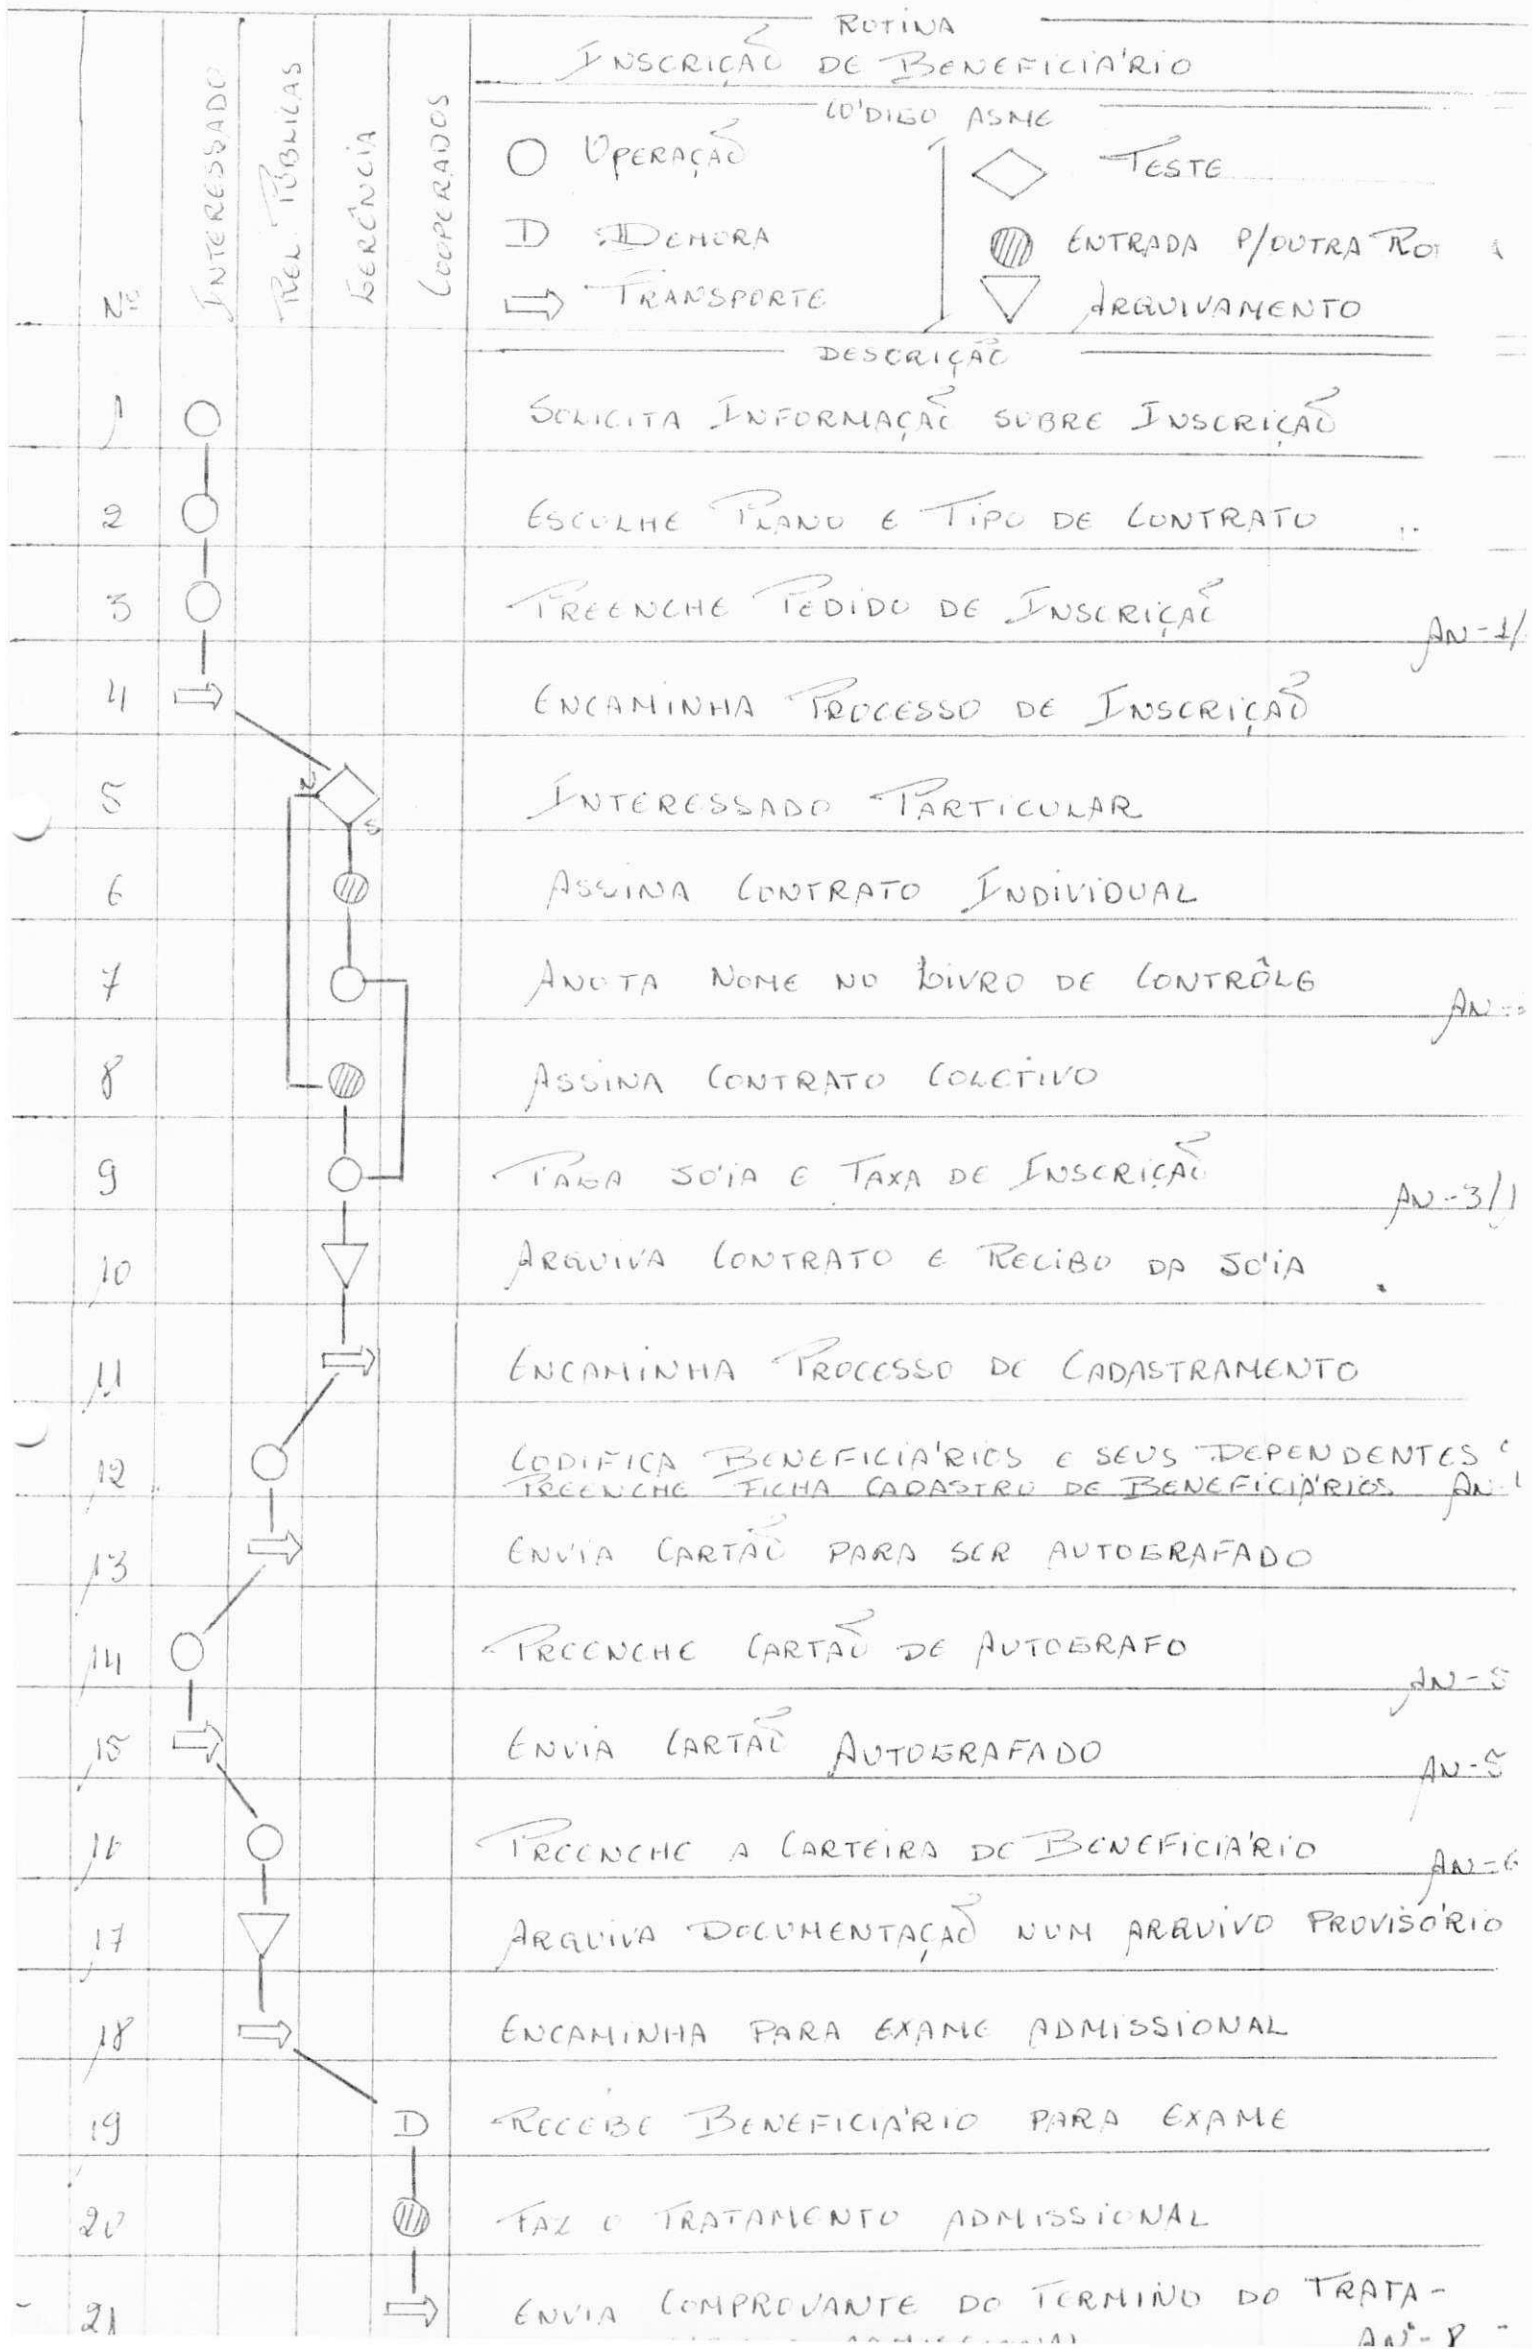 ROTINA
INSCRIÇÃO DE BENEFICIÁRIO
CÓDIGO ASME
OPERAÇÃO
TESTE
D DEMORA
ENTRADA P/OUTRA
TRANSPORTE
ARQUIVAMENTO
Nº
INTERESSADO
REL. PÚBLICAS
GERÊNCIA
COOPERADOS
DESCRIÇÃO
1 SOLICITA INFORMAÇÃO SOBRE INSCRIÇÃO
2 ESCOLHE PLANO E TIPO DE CONTRATO
3 PREENCHE PEDIDO DE INSCRIÇÃO AN-1/
4 ENCAMINHA PROCESSO DE INSCRIÇÃO
5 N S INTERESSADO PARTICULAR
6 ASSINA CONTRATO INDIVIDUAL
7 ANOTA NOME NO LIVRO DE CONTRÔLE AN-
8 ASSINA CONTRATO COLETIVO
9 PAGA JÓIA E TAXA DE INSCRIÇÃO AN-3/1
10 ARQUIVA CONTRATO E RECIBO DA JÓIA
11 ENCAMINHA PROCESSO DE CADASTRAMENTO
12 CODIFICA BENEFICIÁRIOS E SEUS DEPENDENTES
PREENCHE FICHA CADASTRO DE BENEFICIÁRIOS AN-
13 ENVIA CARTÃO PARA SER AUTOGRAFADO
14 PREENCHE CARTÃO DE AUTOGRAFO AN-5
15 ENVIA CARTÃO AUTOGRAFADO AN-5
16 PREENCHE A CARTEIRA DE BENEFICIÁRIO AN-6
17 ARQUIVA DOCUMENTAÇÃO NUM ARQUIVO PROVISÓRIO
18 ENCAMINHA PARA EXAME ADMISSIONAL
19 D RECEBE BENEFICIÁRIO PARA EXAME
20 FAZ O TRATAMENTO ADMISSIONAL
21 ENVIA COMPROVANTE DO TERMINO DO TRATA-
AN-8